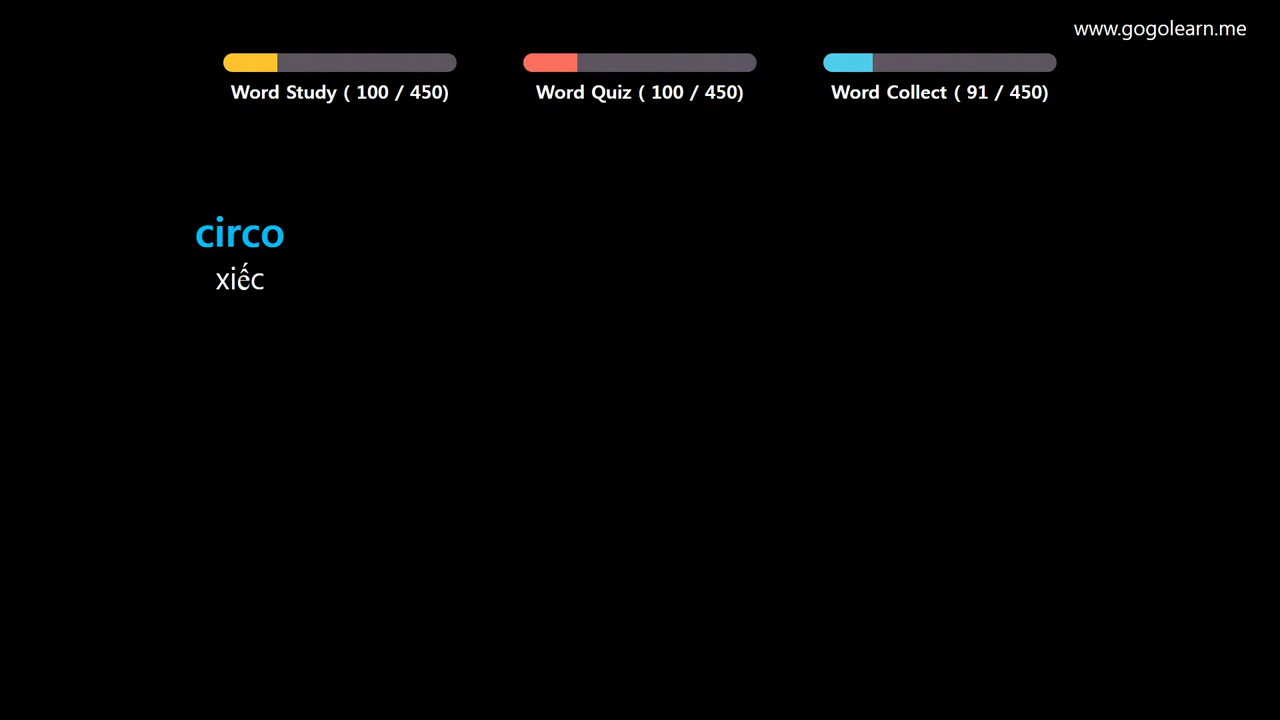 www.gogolearn.me
Word Study ( 100 / 450)
Word Quiz ( 100 / 450)
Word Collect ( 91 / 450)
circo
xiếc